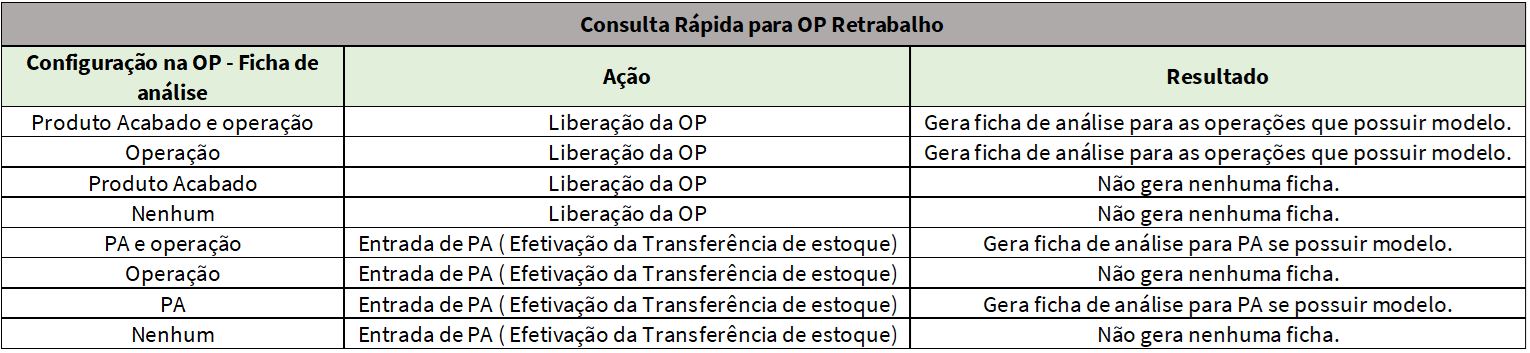 Consulta Rápida para OP Retrabalho
Configuração na OP - Ficha de análise Ação Resultado
Produto Acabado e operação Liberação da OP Gera ficha de análise para as operações que possuir modelo.
Operação Liberação da OP Gera ficha de análise para as operações que possuir modelo.
Produto Acabado Liberação da OP Não gera nenhuma ficha.
Nenhum Liberação da OP Não gera nenhuma ficha.
PA e operação Entrada de PA ( Efetivação da Transferência de estoque) Gera ficha de análise para PA se possuir modelo.
Operação Entrada de PA ( Efetivação da Transferência de estoque) Não gera nenhuma ficha.
PA Entrada de PA ( Efetivação da Transferência de estoque) Gera ficha de análise para PA se possuir modelo.
Nenhum Entrada de PA ( Efetivação da Transferência de estoque) Não gera nenhuma ficha.